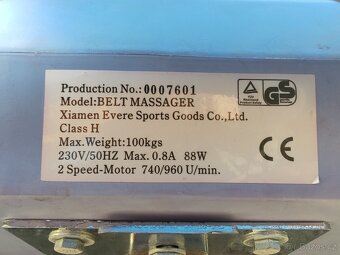 Production No.:0007601
Model:BELT MASSAGER
Xiamen Evere Sports Goods Co.,Ltd.
Class H
Max.Weight:100kgs
230V/50HZ Max. 0.8A 88W
2 Speed-Motor 740/960 U/min.
GS
CE